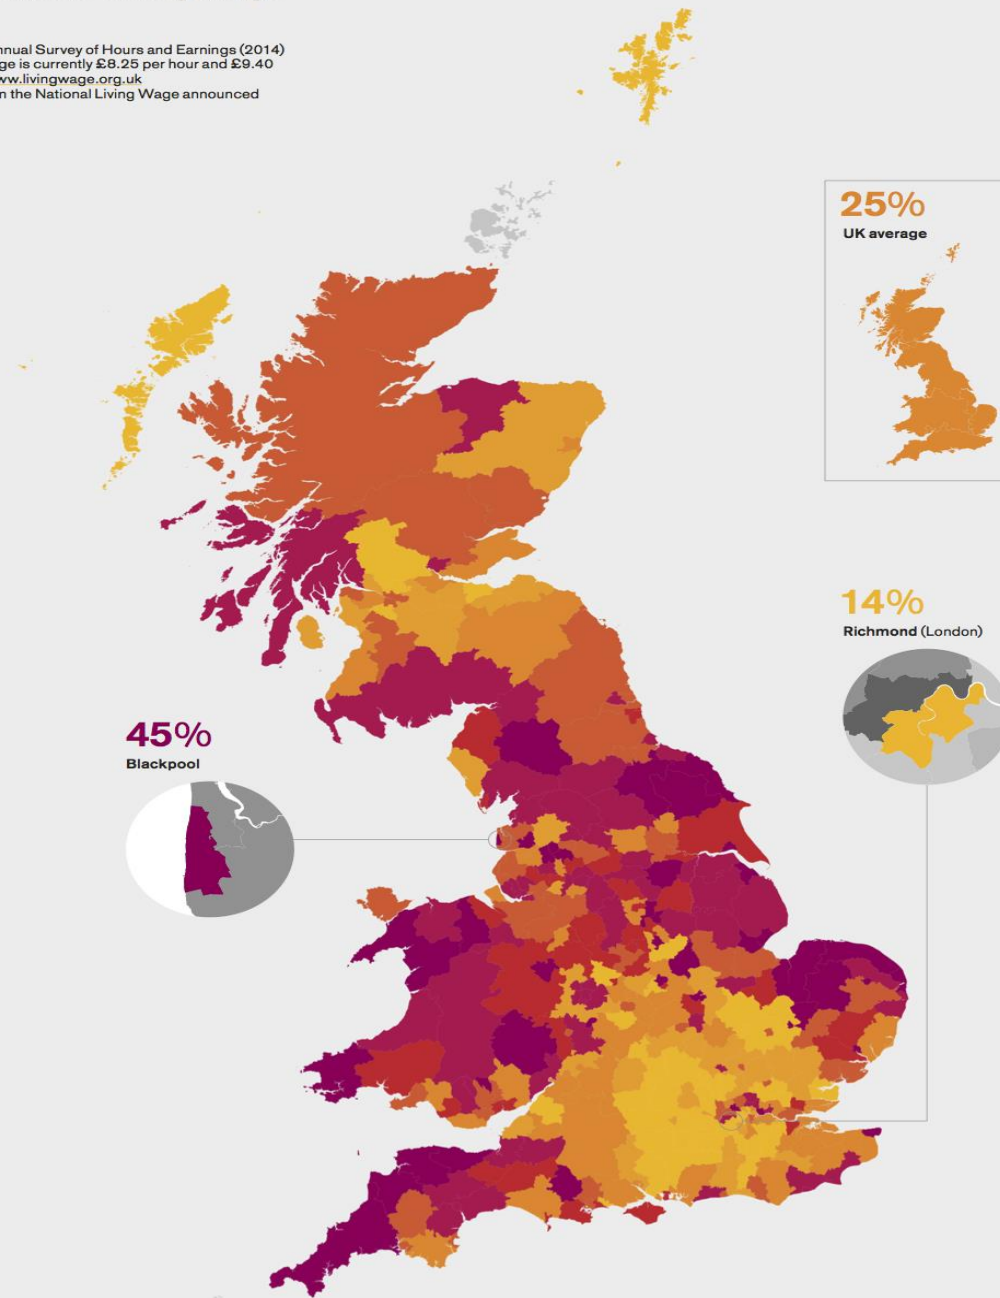 nnual Survey of Hours and Earnings (2014)
ge is currently £8.25 per hour and £9.40
ww.livingwage.org.uk
n the National Living Wage announced
25%
UK average
14%
Richmond (London)
45%
Blackpool